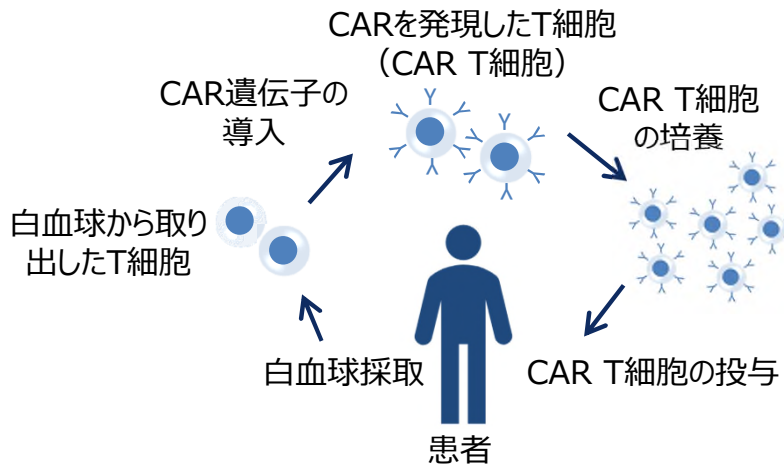 CARを発現したT細胞
（CAR T細胞）
CAR遺伝子の
導入
CAR T細胞
の培養
白血球から取り
出したT細胞
白血球採取
CAR T細胞の投与
患者